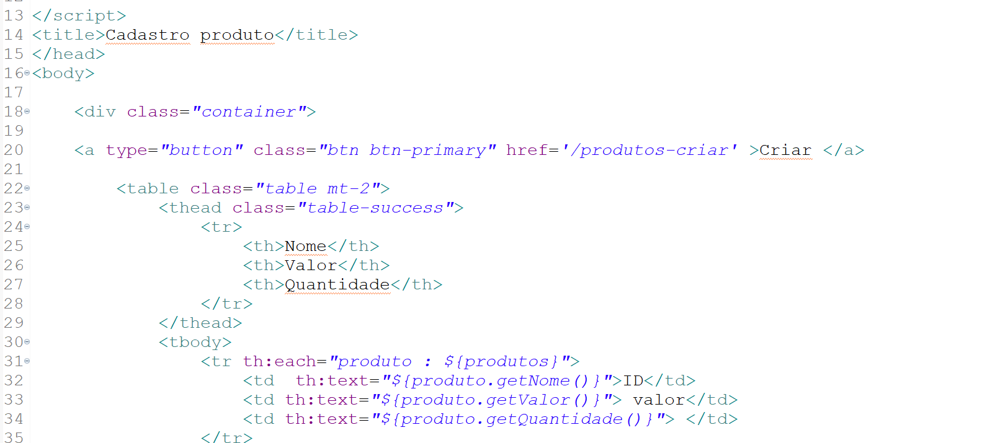 13 </script>
14 <title>Cadastro produto</title>
15 </head>
16 <body>
17
18 <div class="container">
19
20 <a type="button" class="btn btn-primary" href='/produtos-criar' >Criar </a>
21
22 <table class="table mt-2">
23 <thead class="table-success">
24 <tr>
25 <th>Nome</th>
26 <th>Valor</th>
27 <th>Quantidade</th>
28 </tr>
29 </thead>
30 <tbody>
31 <tr th:each="produto : ${produtos}">
32 <td  th:text="${produto.getNome()}">ID</td>
33 <td th:text="${produto.getValor()}"> valor</td>
34 <td th:text="${produto.getQuantidade()}"> </td>
35 </tr>